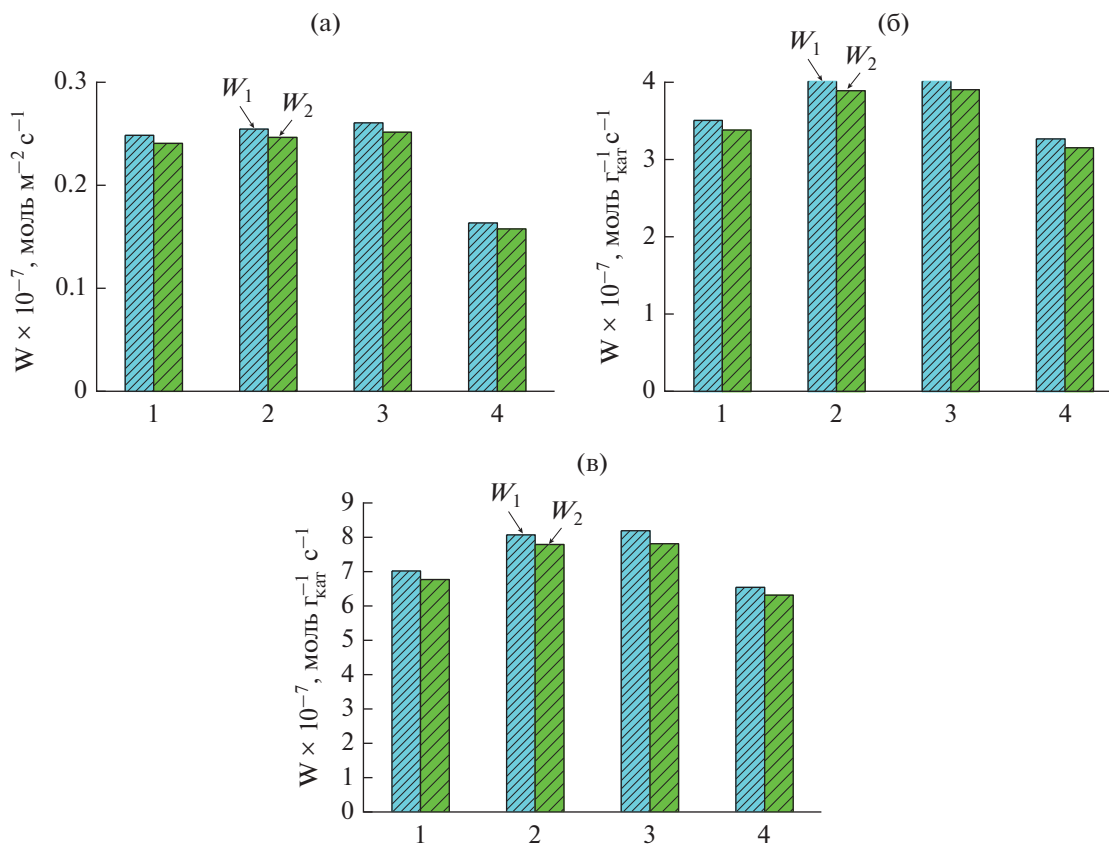 (а)
W × 10⁻⁷, моль м⁻² с⁻¹
0.3
0.2
0.1
0
W₁
W₂
1 2 3 4
(б)
W × 10⁻⁷, моль г⁻¹кат с⁻¹
4
3
2
1
0
W₁
W₂
1 2 3 4
(в)
W × 10⁻⁷, моль г⁻¹кат с⁻¹
9
8
7
6
5
4
3
2
1
0
W₁
W₂
1 2 3 4